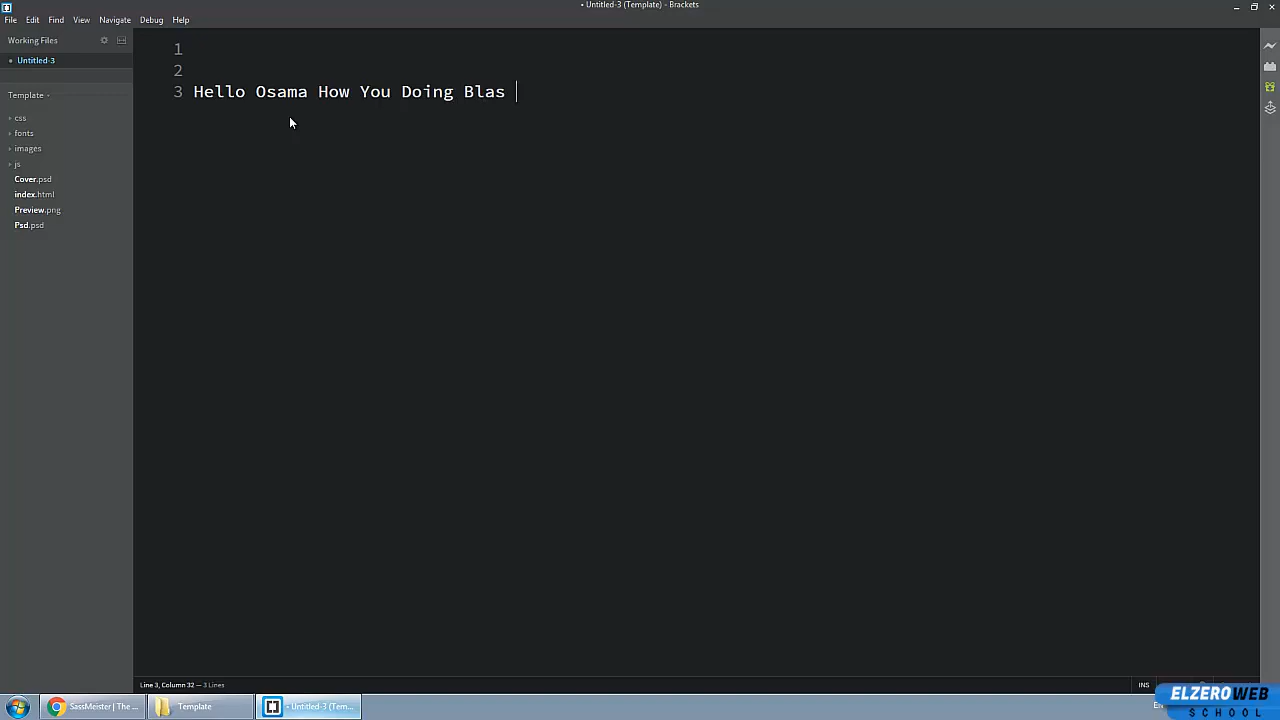 • Untitled-3 (Template) - Brackets
File Edit Find View Navigate Debug Help
Working Files
• Untitled-3
Template
css
fonts
images
js
Cover.psd
index.html
Preview.png
Psd.psd
1
2
3 Hello Osama How You Doing Blas
Line 3, Column 32 — 3 Lines
INS
SassMeister | The ...
Template
• Untitled-3 (Tem...
ELZEROWEB
SCHOOL